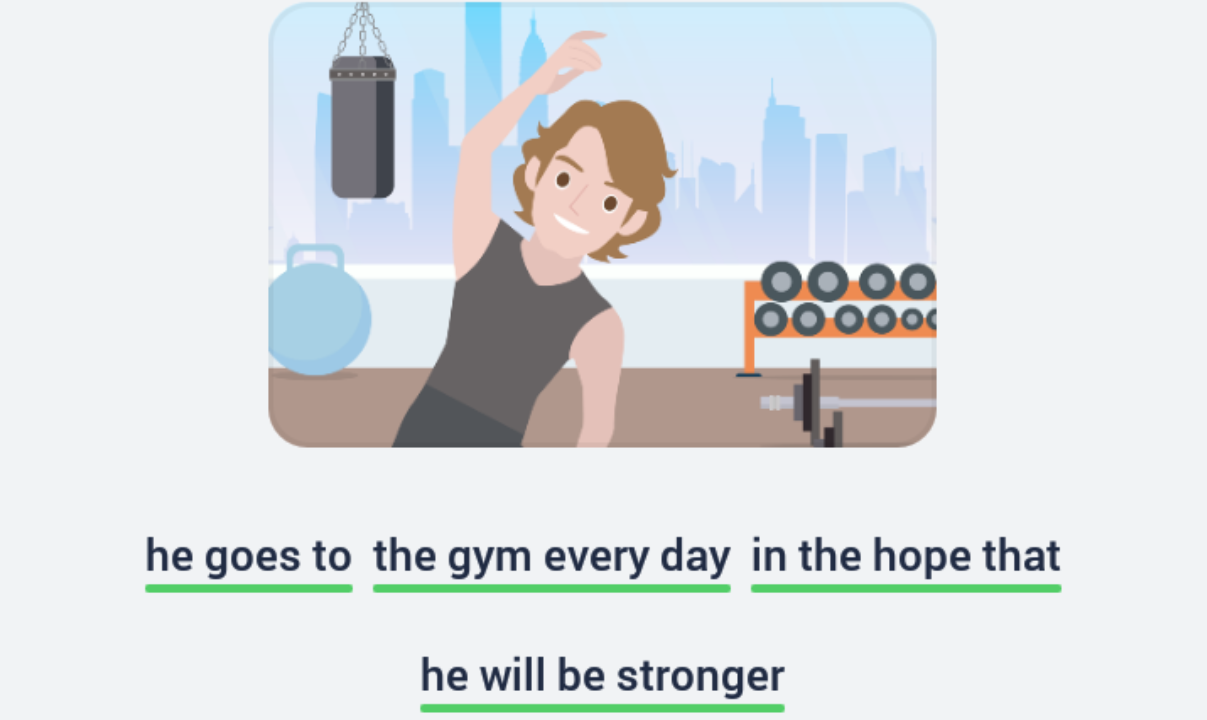 he goes to the gym every day in the hope that
he will be stronger